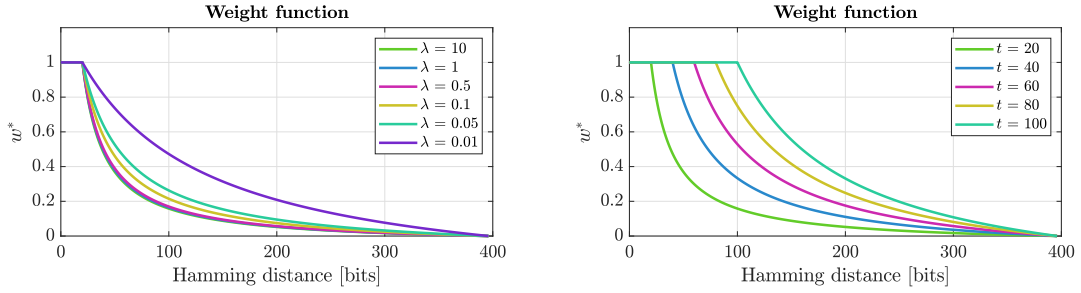 Weight function
1
0.8
0.6
0.4
0.2
0
w*
0 100 200 300 400
Hamming distance [bits]
λ = 10
λ = 1
λ = 0.5
λ = 0.1
λ = 0.05
λ = 0.01
Weight function
1
0.8
0.6
0.4
0.2
0
w*
0 100 200 300 400
Hamming distance [bits]
t = 20
t = 40
t = 60
t = 80
t = 100